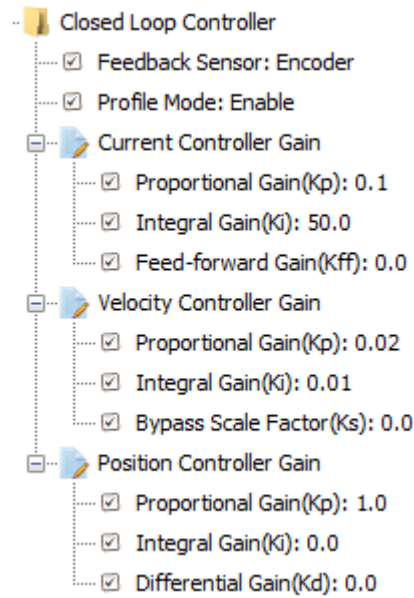 Closed Loop Controller
Feedback Sensor: Encoder
Profile Mode: Enable
Current Controller Gain
Proportional Gain(Kp): 0.1
Integral Gain(Ki): 50.0
Feed-forward Gain(Kff): 0.0
Velocity Controller Gain
Proportional Gain(Kp): 0.02
Integral Gain(Ki): 0.01
Bypass Scale Factor(Ks): 0.0
Position Controller Gain
Proportional Gain(Kp): 1.0
Integral Gain(Ki): 0.0
Differential Gain(Kd): 0.0